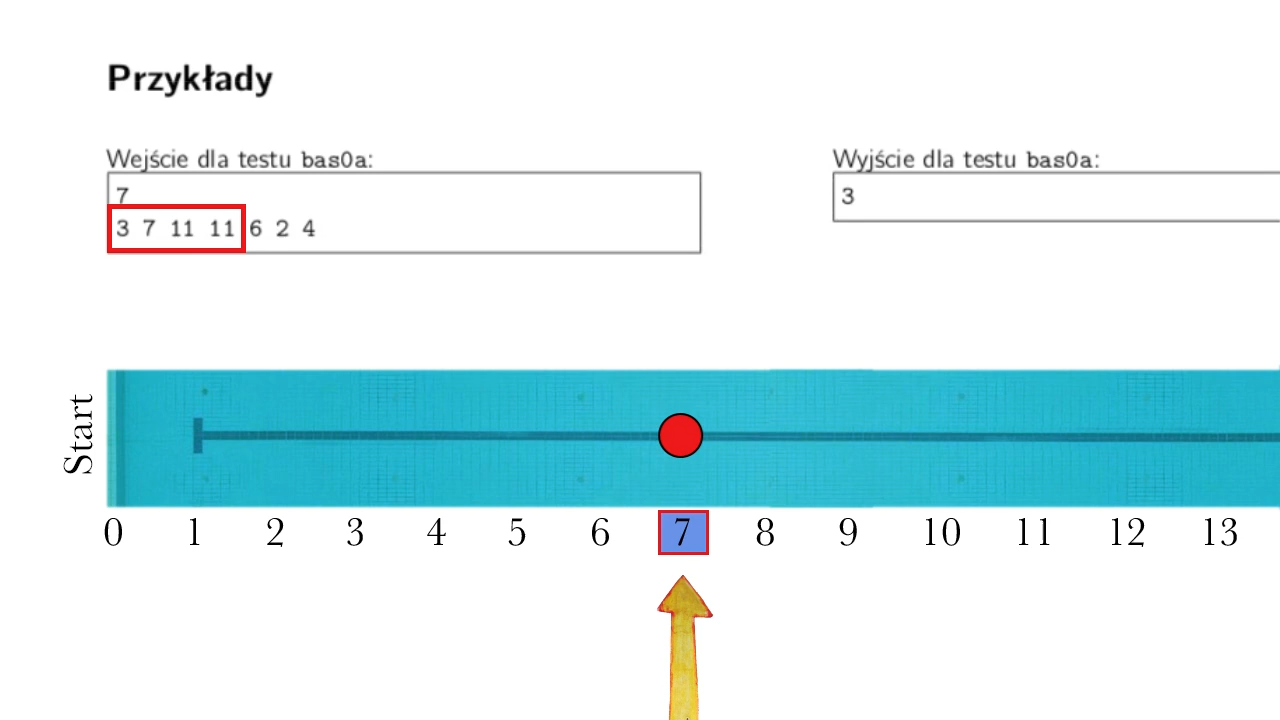 Przykłady
Wejście dla testu bas0a:
7
3 7 11 11 6 2 4
Wyjście dla testu bas0a:
3
Start
0 1 2 3 4 5 6 7 8 9 10 11 12 13